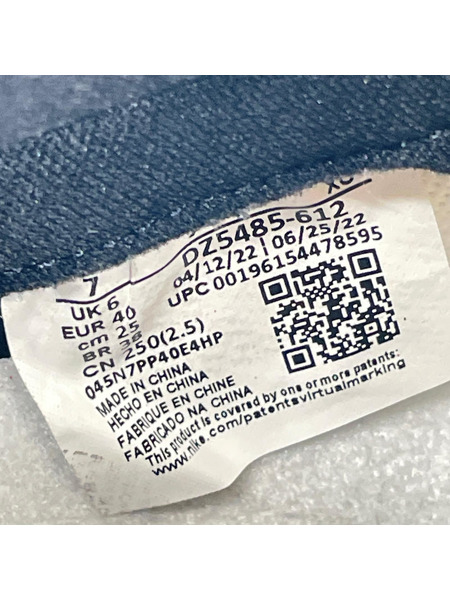 XC
7
DZ5485-612
UK 6
04/12/22 | 06/25/22
EUR 40
UPC 00196154478595
cm 25
BR 38
CN 250(2.5)
045N7PP40E4HP
MADE IN CHINA
HECHO EN CHINA
FABRIQUE EN CHINE
FABRICADO NA CHINA
This product is covered by one or more patents:
www.nike.com/patentsvirtualmarking